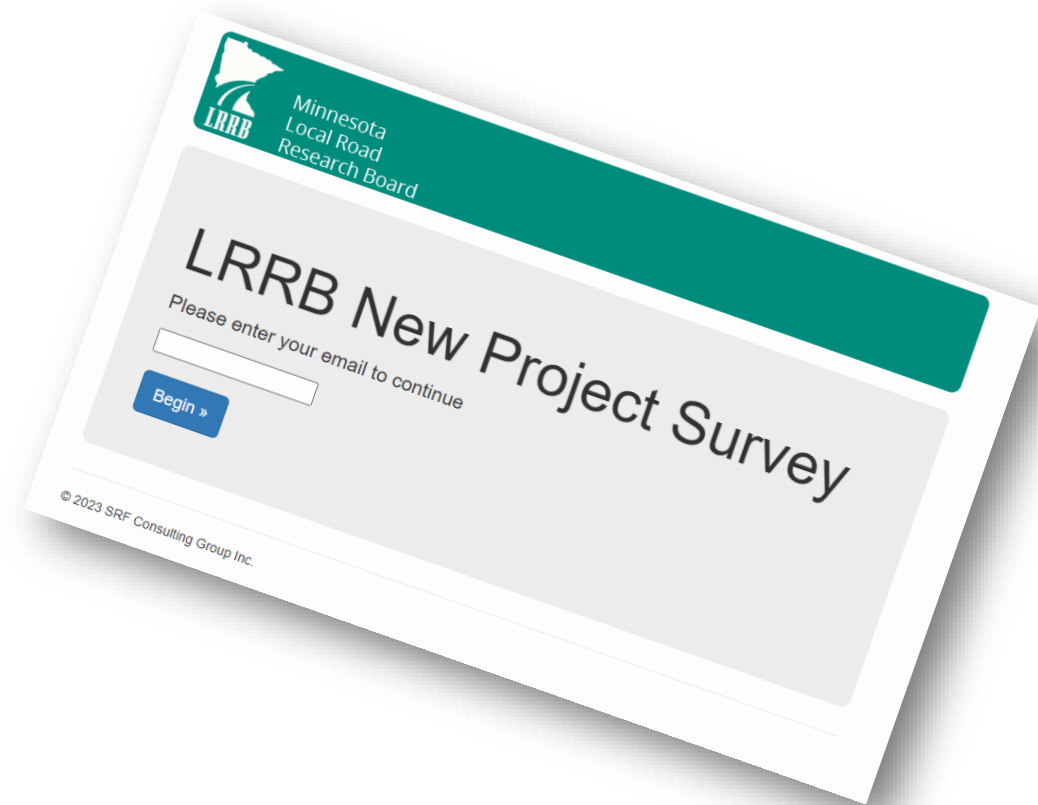 LRRB
Minnesota
Local Road
Research Board
LRRB New Project Survey
Please enter your email to continue
Begin »
© 2023 SRF Consulting Group Inc.